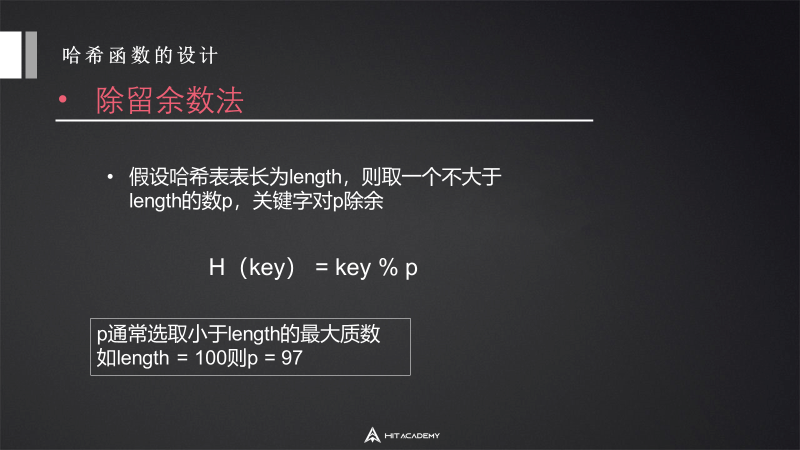 哈希函数的设计
• 除留余数法
• 假设哈希表表长为length，则取一个不大于
length的数p，关键字对p除余
H（key） = key % p
p通常选取小于length的最大质数
如length = 100则p = 97
HIT ACADEMY